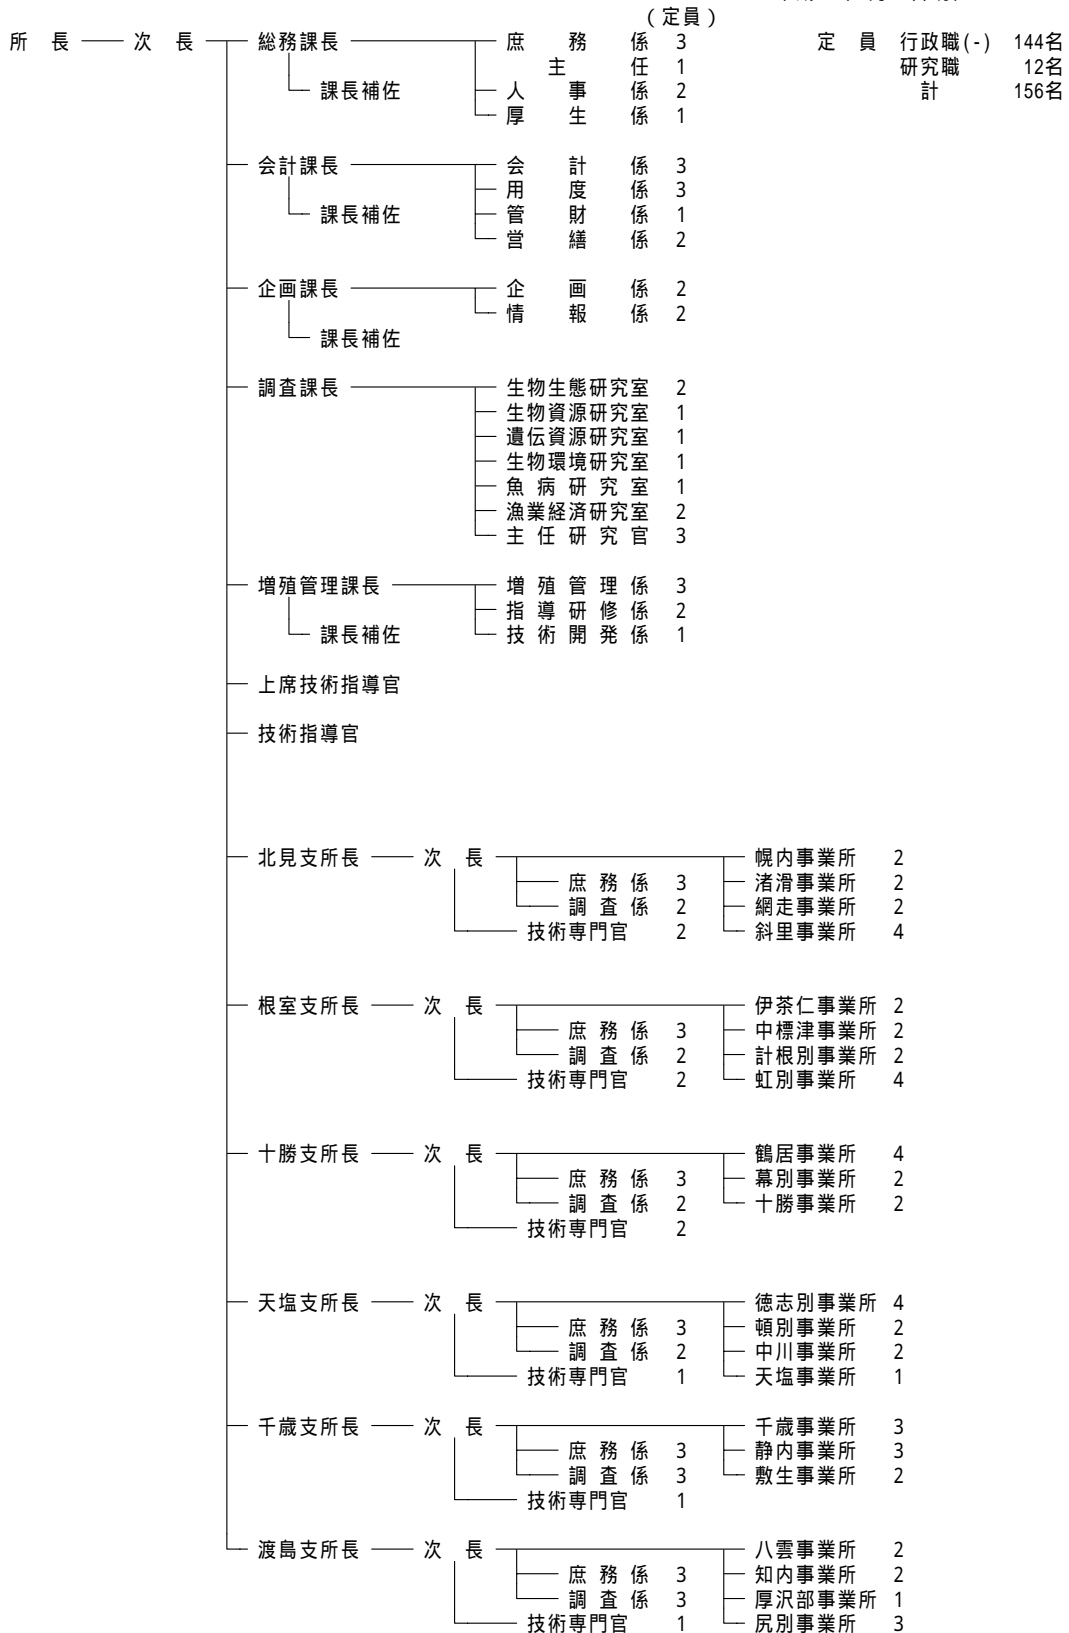 (定員)
所 長 次 長 総務課長 庶 務 係 3 定 員 行政職(-) 144名
主 任 1 研究職 12名
課長補佐 人 事 係 2 計 156名
厚 生 係 1
会計課長 会 計 係 3
用 度 係 3
課長補佐 管 財 係 1
営 繕 係 2
企画課長 企 画 係 2
情 報 係 2
課長補佐
調査課長 生物生態研究室 2
生物資源研究室 1
遺伝資源研究室 1
生物環境研究室 1
魚 病 研 究 室 1
漁業経済研究室 2
主 任 研 究 官 3
増殖管理課長 増 殖 管 理 係 3
指 導 研 修 係 2
課長補佐 技 術 開 発 係 1
上席技術指導官
技術指導官
北見支所長 次 長 幌内事業所 2
庶 務 係 3 渚滑事業所 2
調 査 係 2 網走事業所 2
技術専門官 2 斜里事業所 4
根室支所長 次 長 伊茶仁事業所 2
庶 務 係 3 中標津事業所 2
調 査 係 2 計根別事業所 2
技術専門官 2 虹別事業所 4
十勝支所長 次 長 鶴居事業所 4
庶 務 係 3 幕別事業所 2
調 査 係 2 十勝事業所 2
技術専門官 2
天塩支所長 次 長 徳志別事業所 4
庶 務 係 3 頓別事業所 2
調 査 係 2 中川事業所 2
技術専門官 1 天塩事業所 1
千歳支所長 次 長 千歳事業所 3
庶 務 係 3 静内事業所 3
調 査 係 3 敷生事業所 2
技術専門官 1
渡島支所長 次 長 八雲事業所 2
庶 務 係 3 知内事業所 2
調 査 係 3 厚沢部事業所 1
技術専門官 1 尻別事業所 3